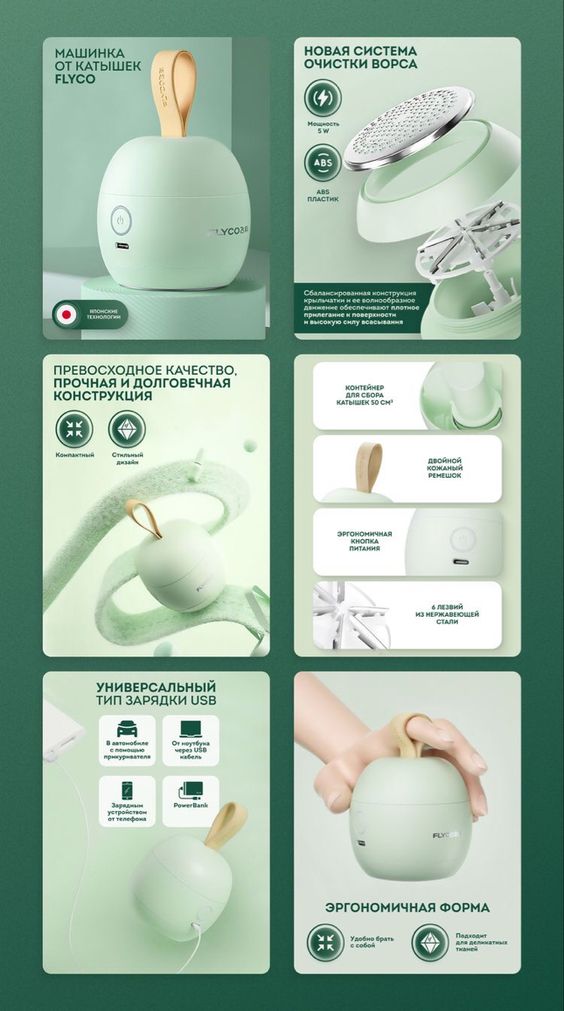 МАШИНКА
ОТ КАТЫШЕК
FLYCO
FLYCO
ЯПОНСКИЕ
ТЕХНОЛОГИИ
НОВАЯ СИСТЕМА
ОЧИСТКИ ВОРСА
Мощность
5 W
ABS
ABS
ПЛАСТИК
Сбалансированная конструкция
крыльчатки и ее волнообразное
движение обеспечивают плотное
прилегание к поверхности
и высокую силу всасывания
ПРЕВОСХОДНОЕ КАЧЕСТВО,
ПРОЧНАЯ И ДОЛГОВЕЧНАЯ
КОНСТРУКЦИЯ
Компактный
Стильный
дизайн
FLYCO
КОНТЕЙНЕР
ДЛЯ СБОРА
КАТЫШЕК 50 СМ³
ДВОЙНОЙ
КОЖАНЫЙ
РЕМЕШОК
ЭРГОНОМИЧНАЯ
КНОПКА
ПИТАНИЯ
6 ЛЕЗВИЙ
ИЗ НЕРЖАВЕЮЩЕЙ
СТАЛИ
УНИВЕРСАЛЬНЫЙ
ТИП ЗАРЯДКИ USB
В автомобиле
с помощью
прикуривателя
От ноутбука
через USB
кабель
Зарядным
устройством
от телефона
PowerBank
FLYCO
ЭРГОНОМИЧНАЯ ФОРМА
Удобно брать
с собой
Подходит
для деликатных
тканей